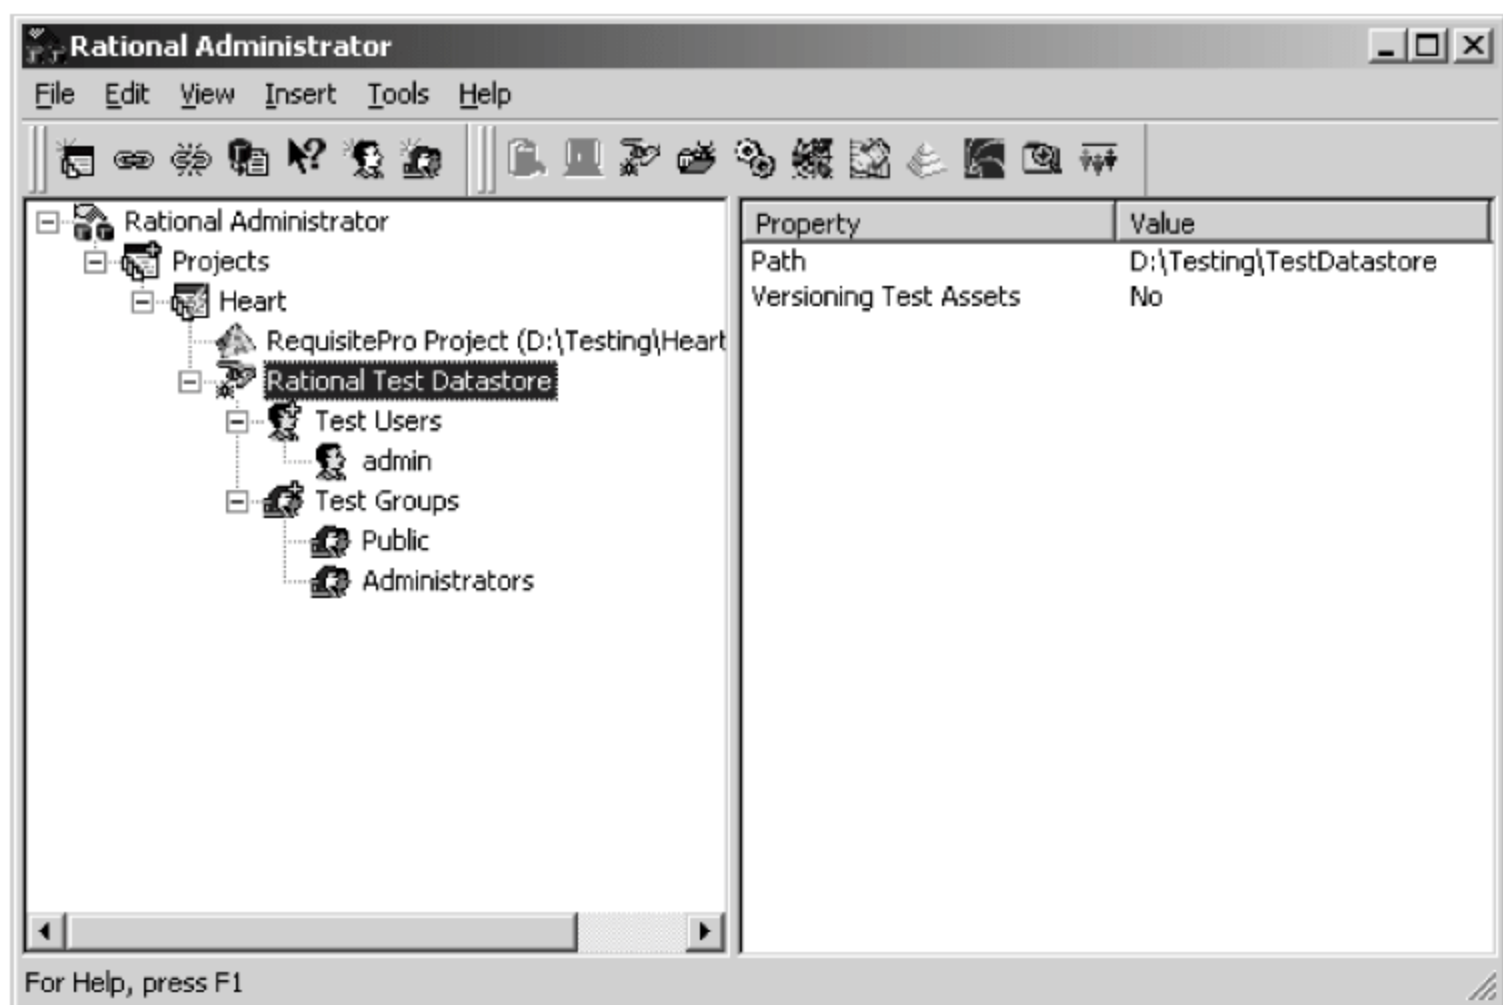 Rational Administrator
File Edit View Insert Tools Help
Rational Administrator
Projects
Heart
RequisitePro Project (D:\Testing\Heart
Rational Test Datastore
Test Users
admin
Test Groups
Public
Administrators
Property Value
Path D:\Testing\TestDatastore
Versioning Test Assets No
For Help, press F1